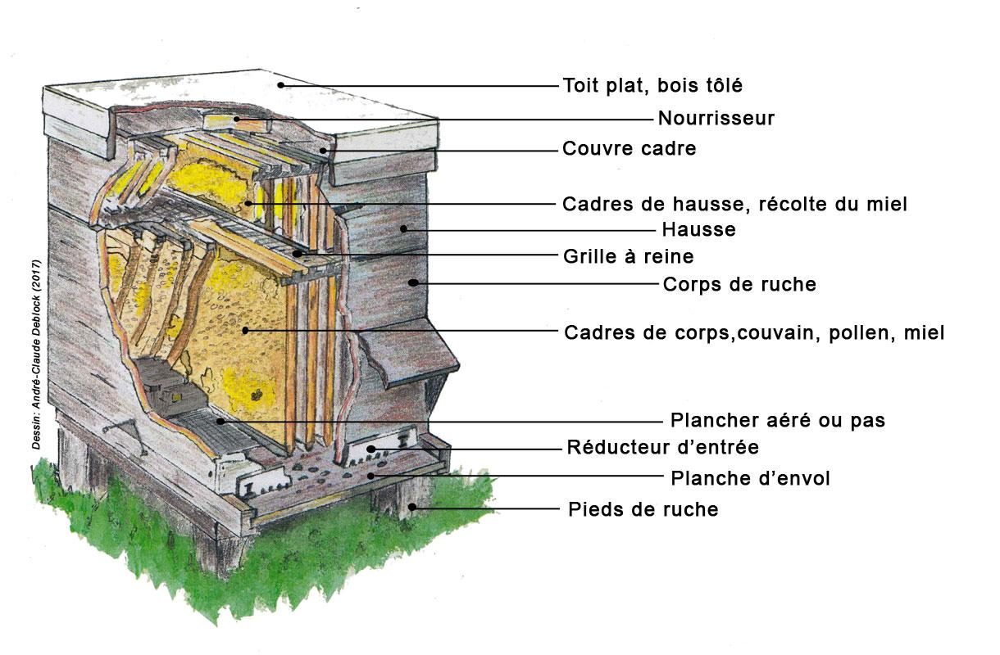 Toit plat, bois tôlé
Nourrisseur
Couvre cadre
Cadres de hausse, récolte du miel
Hausse
Grille à reine
Corps de ruche
Cadres de corps,couvain, pollen, miel
Plancher aéré ou pas
Réducteur d’entrée
Planche d’envol
Pieds de ruche
Dessin: André-Claude Deblock (2017)